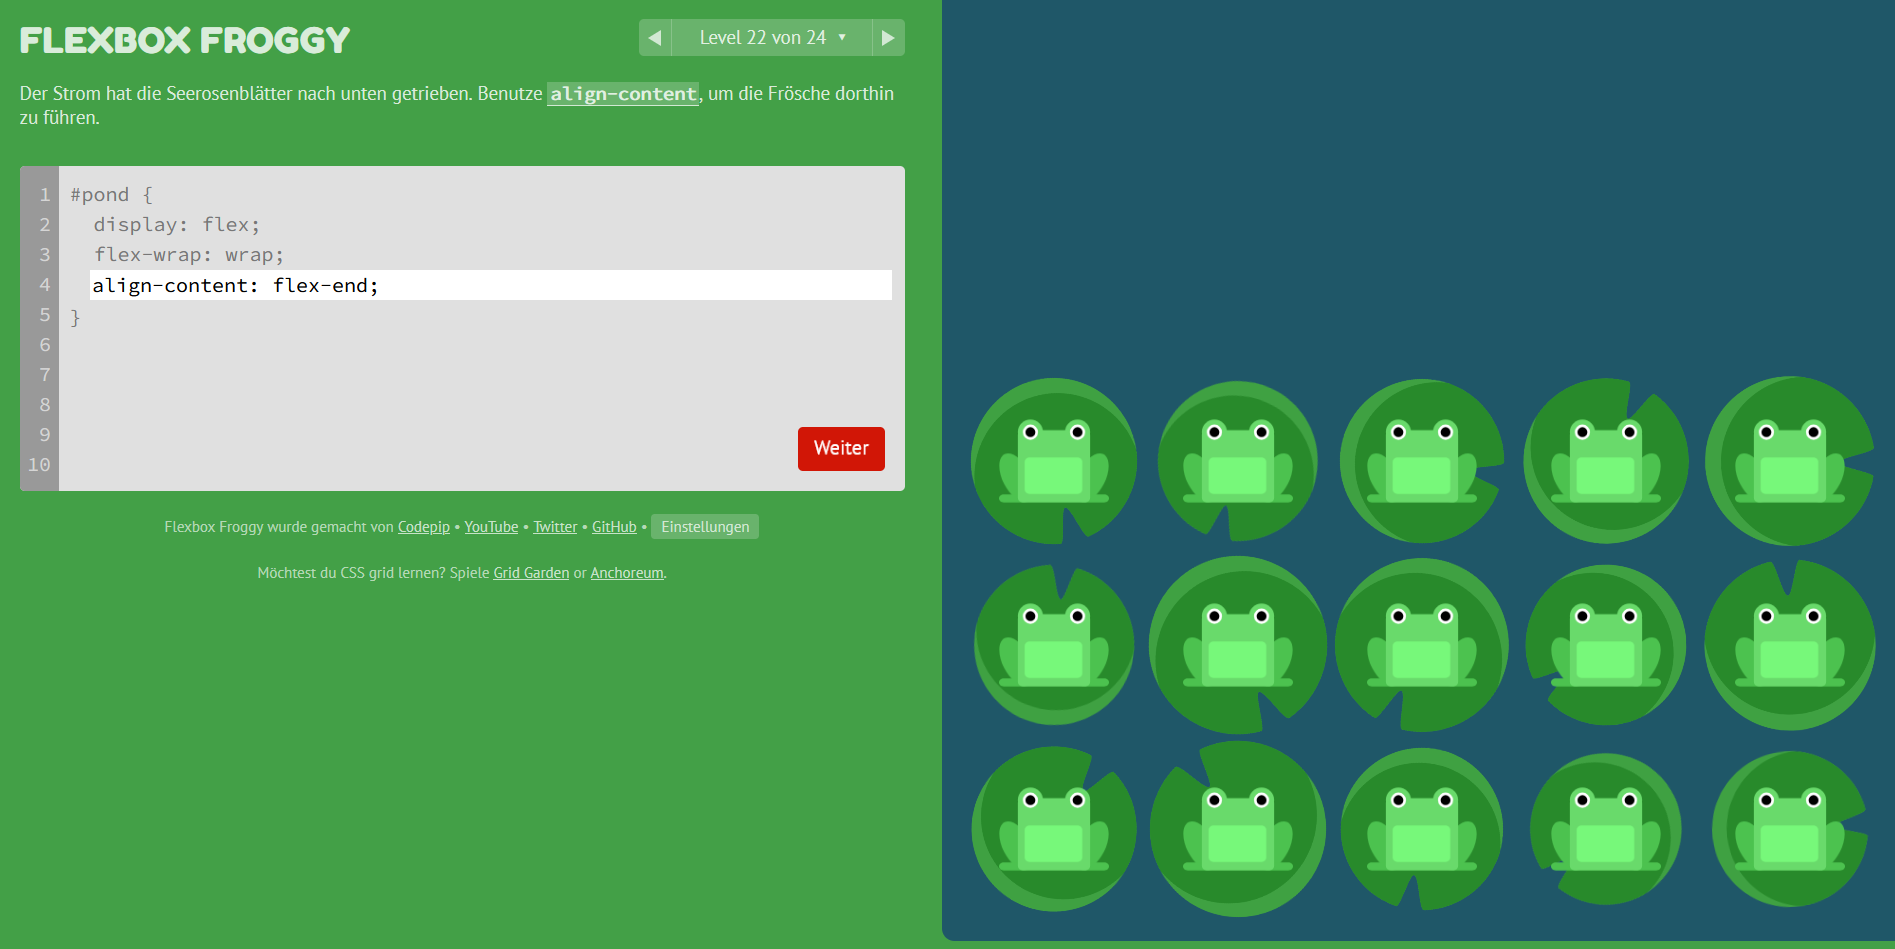 FLEXBOX FROGGY
Level 22 von 24
Der Strom hat die Seerosenblätter nach unten getrieben. Benutze align-content, um die Frösche dorthin
zu führen.
1 #pond {
2 display: flex;
3 flex-wrap: wrap;
4 align-content: flex-end;
5 }
6
7
8
9
10
Weiter
Flexbox Froggy wurde gemacht von Codepip • YouTube • Twitter • GitHub • Einstellungen
Möchtest du CSS grid lernen? Spiele Grid Garden or Anchoreum.